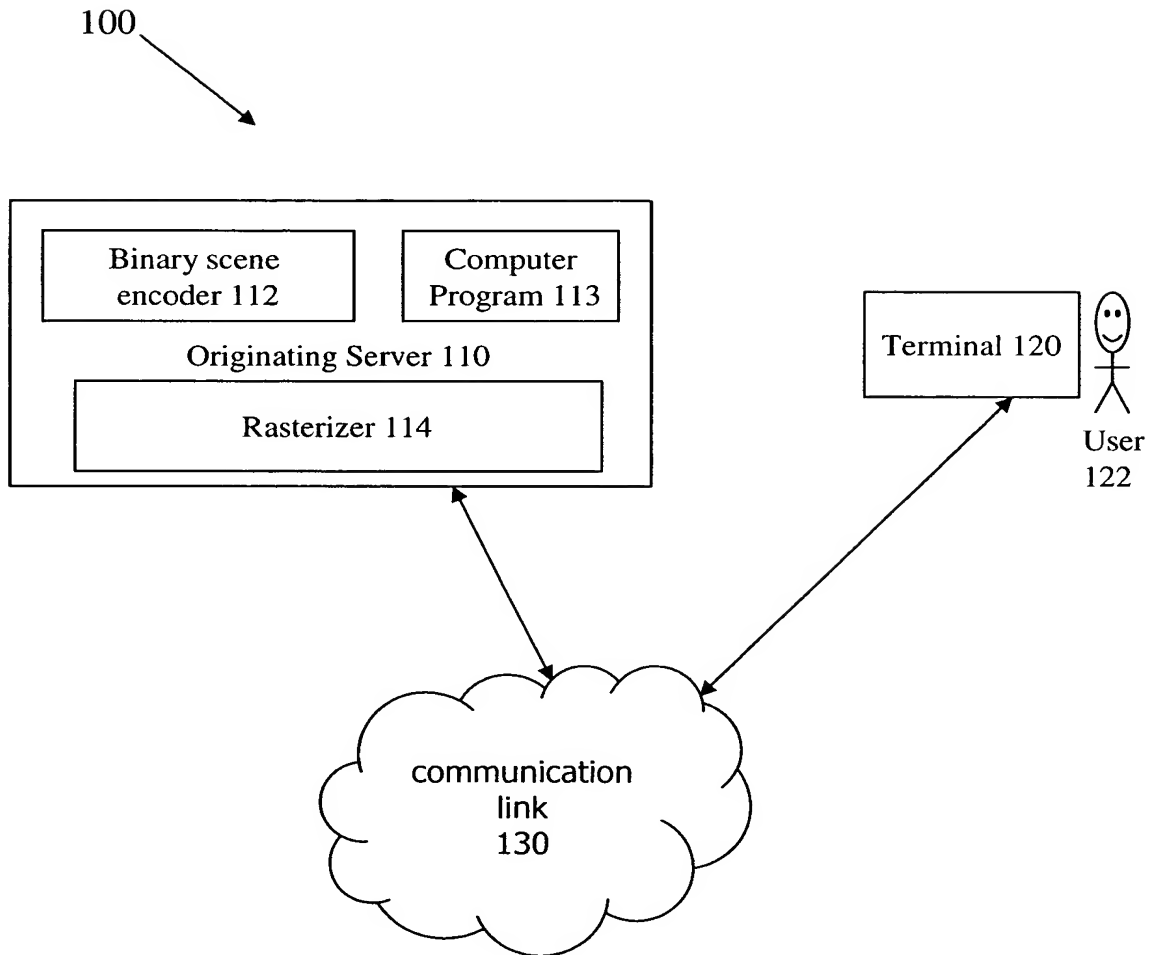 100
Binary scene
encoder 112
Computer
Program 113
Originating Server 110
Rasterizer 114
Terminal 120
User
122
communication
link
130